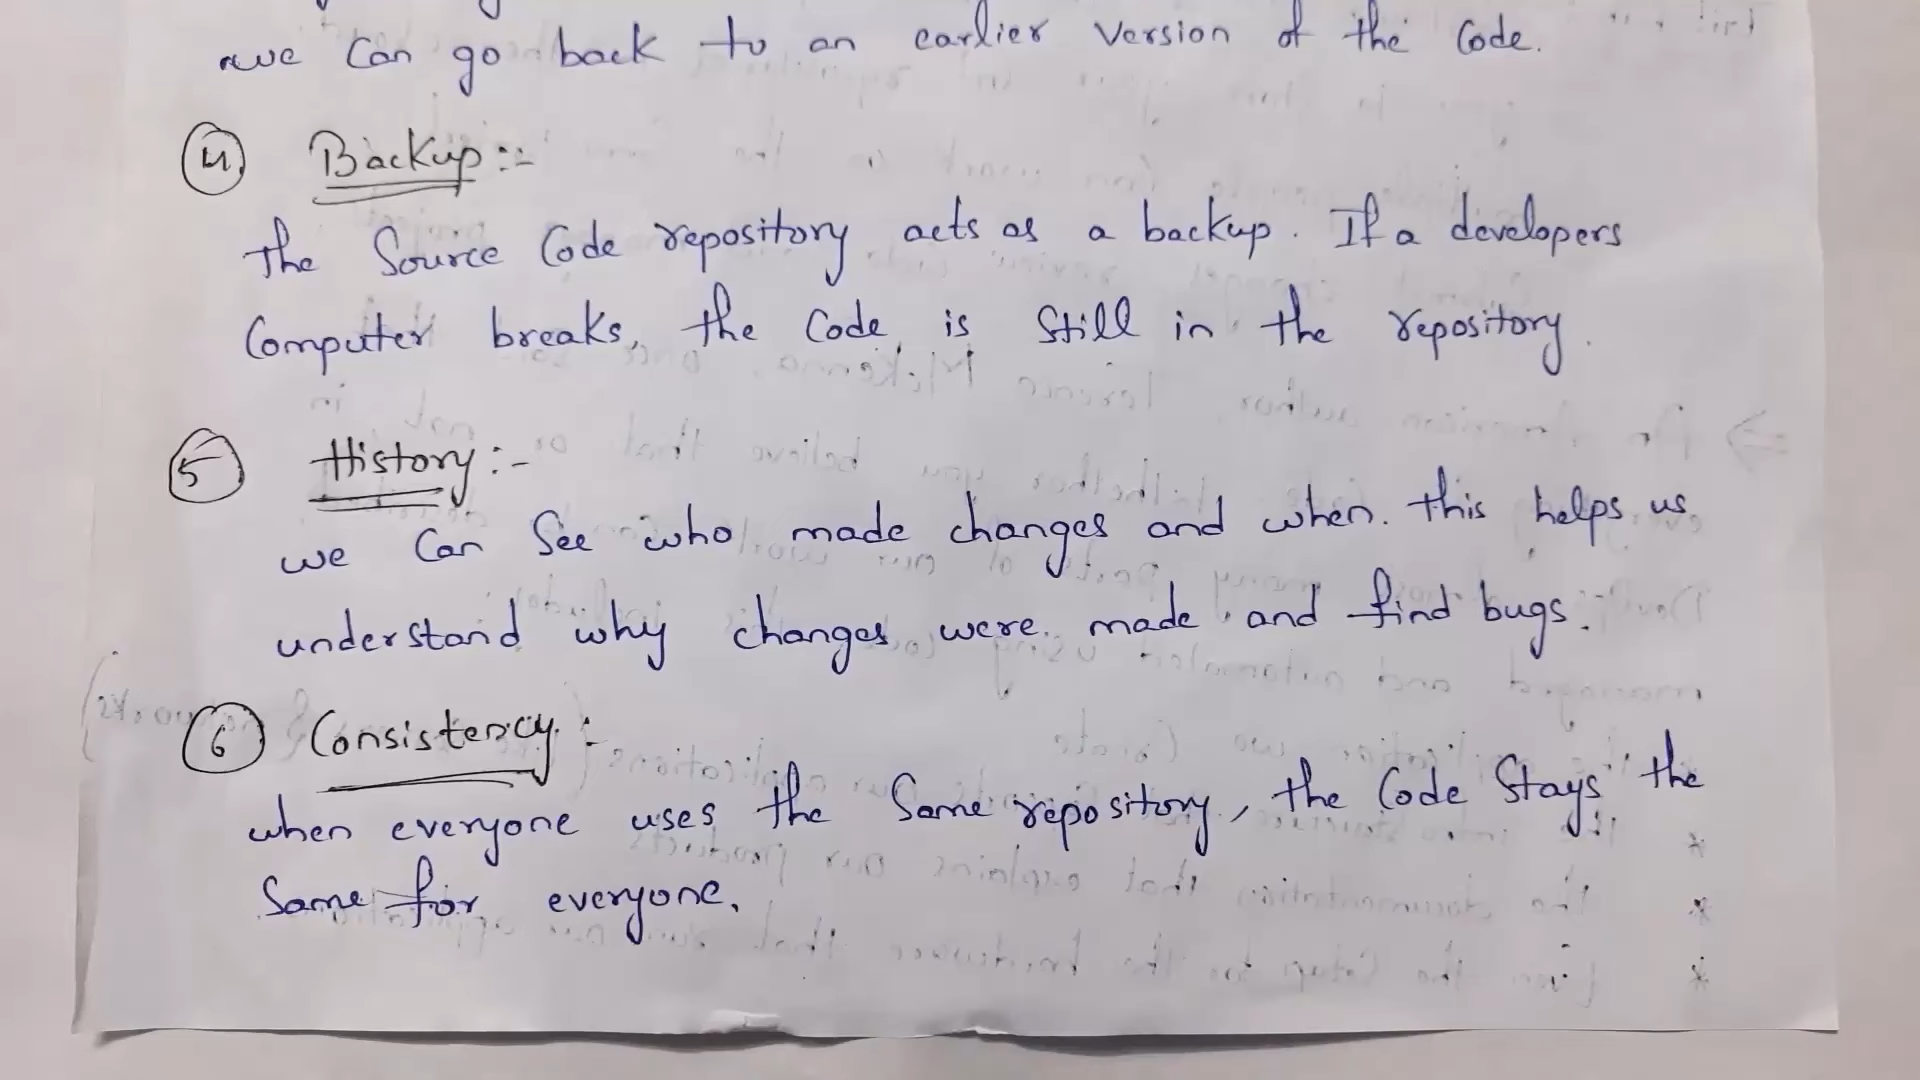 we can go back to an earlier version of the code.
④ Backup:-
The Source Code repository acts as a backup. If a developers
Computer breaks, the code is still in the repository.
⑤ History:-
we can see who made changes and when. this helps us
understand why changes were made and find bugs.
⑥ Consistency:-
when everyone uses the same repository, the code stays the
same for everyone.